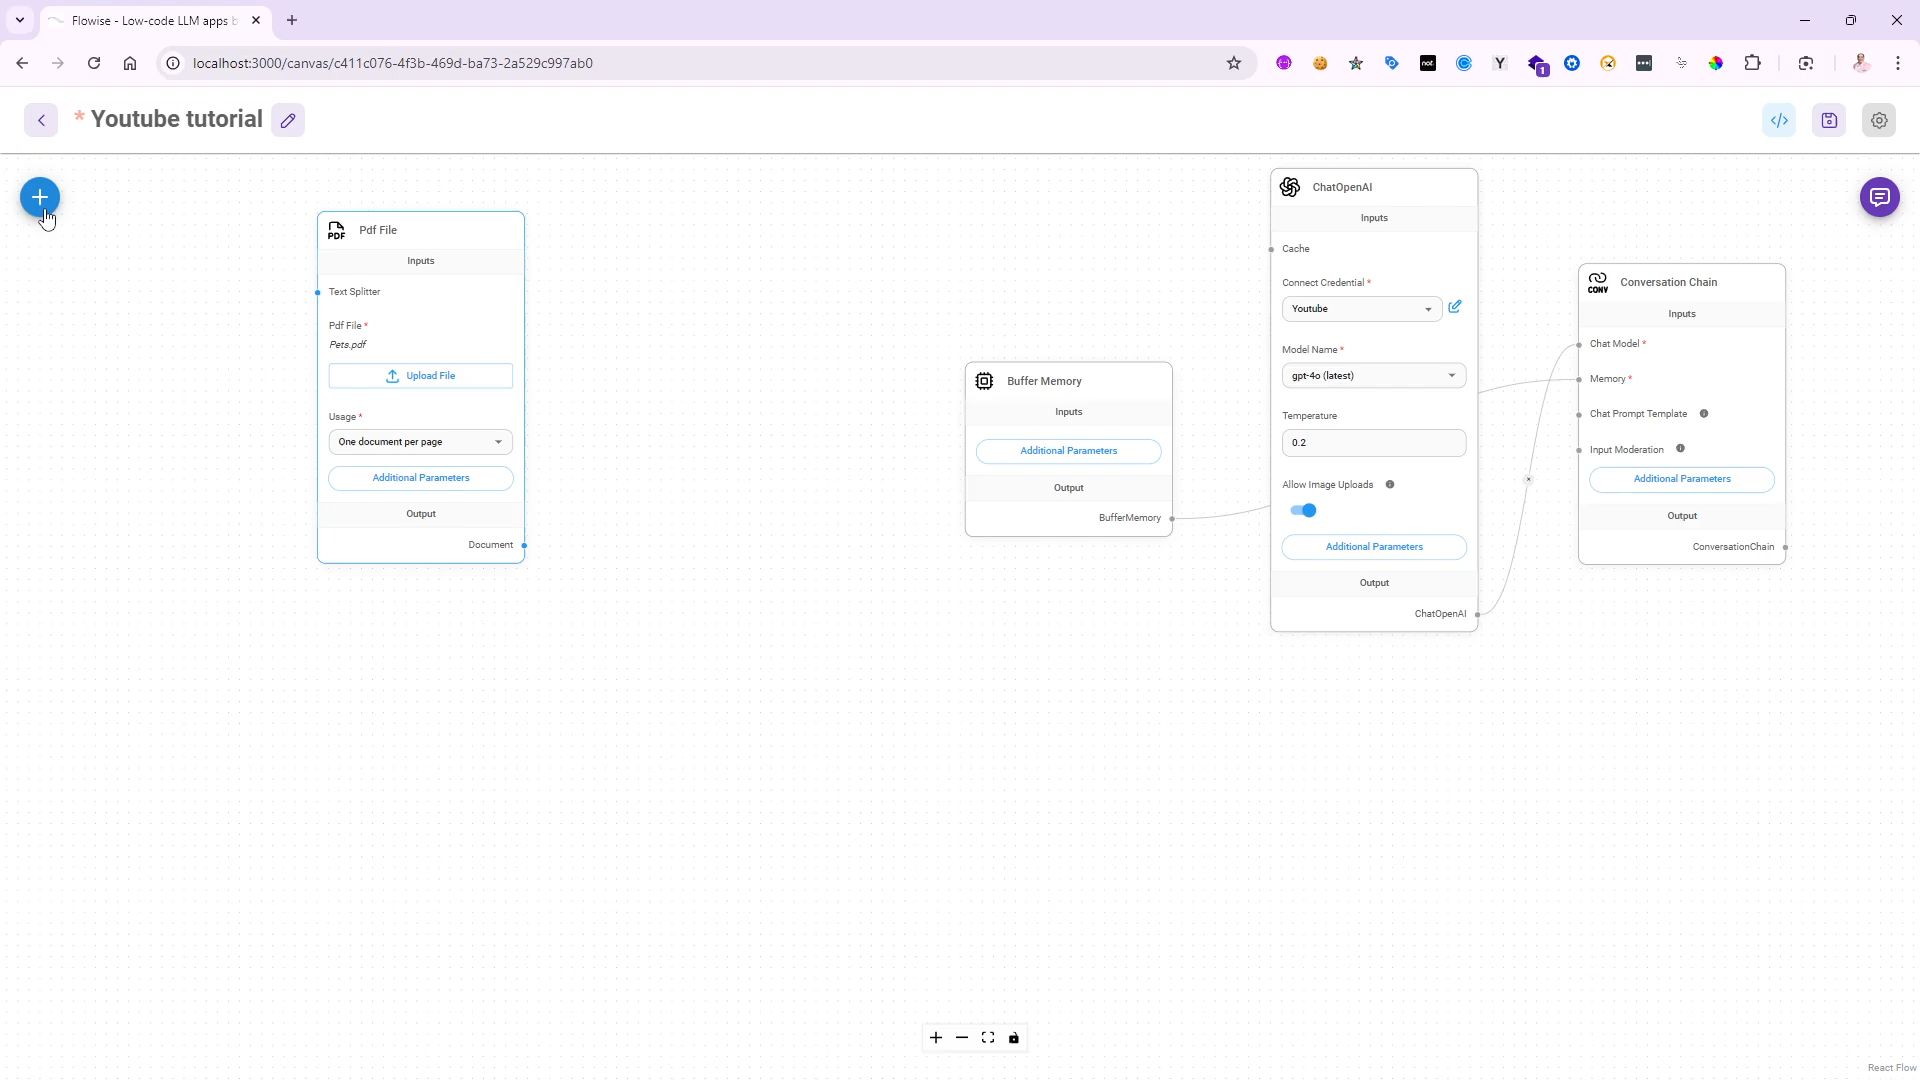 Flowise - Low-code LLM apps b
localhost:3000/canvas/c411c076-4f3b-469d-ba73-2a529c997ab0
not.
Y
1
* Youtube tutorial
PDF
Pdf File
Inputs
Text Splitter
Pdf File *
Pets.pdf
Upload File
Usage *
One document per page
Additional Parameters
Output
Document
Buffer Memory
Inputs
Additional Parameters
Output
BufferMemory
ChatOpenAI
Inputs
Cache
Connect Credential *
Youtube
Model Name *
gpt-4o (latest)
Temperature
0.2
Allow Image Uploads
Additional Parameters
Output
ChatOpenAI
CONV
Conversation Chain
Inputs
Chat Model *
Memory *
Chat Prompt Template
Input Moderation
Additional Parameters
Output
ConversationChain
React Flow